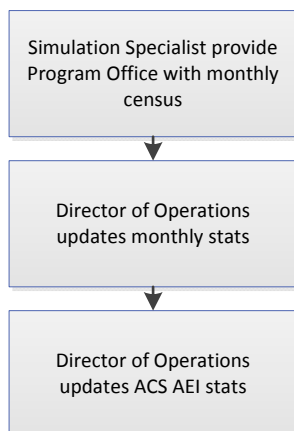 Simulation Specialist provide
Program Office with monthly
census
Director of Operations
updates monthly stats
Director of Operations
updates ACS AEI stats